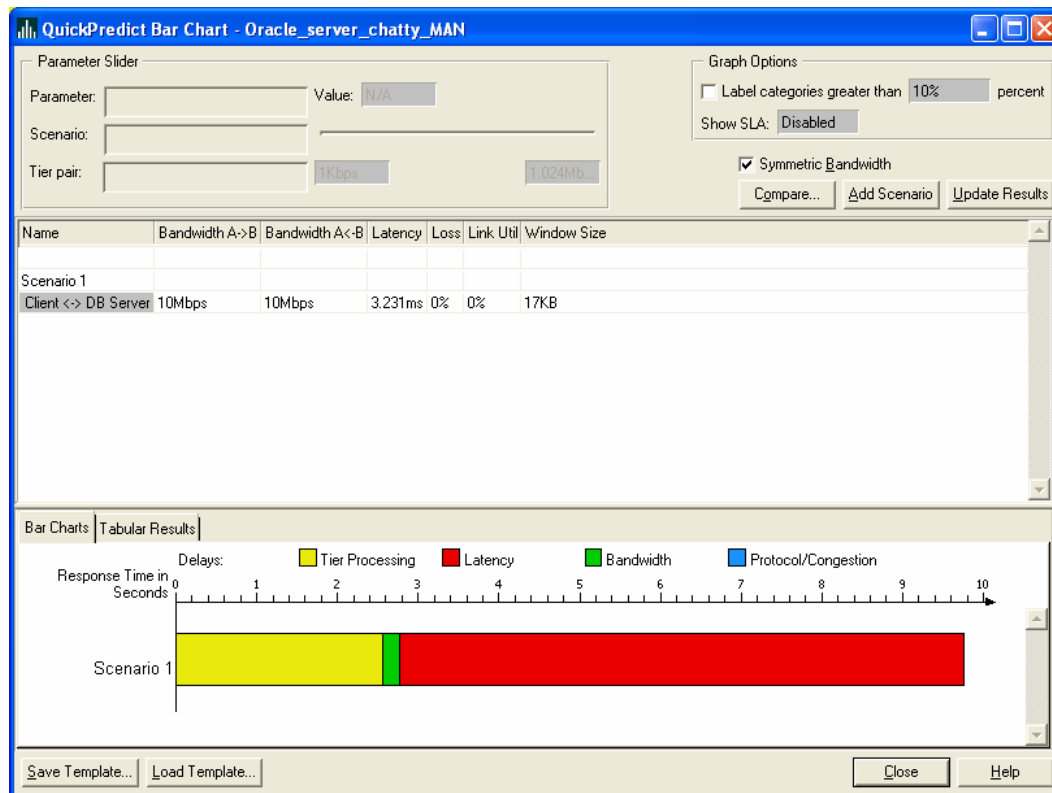 QuickPredict Bar Chart - Oracle_server_chatty_MAN
Parameter Slider
Parameter:
Value: N/A
Scenario:
Tier pair:
1Kbps
1.024Mb...
Graph Options
Label categories greater than 10% percent
Show SLA: Disabled
Symmetric Bandwidth
Compare... Add Scenario Update Results
Name Bandwidth A->B Bandwidth A<-B Latency Loss Link Util Window Size
Scenario 1
Client <-> DB Server 10Mbps 10Mbps 3.231ms 0% 0% 17KB
Bar Charts Tabular Results
Delays: Tier Processing Latency Bandwidth Protocol/Congestion
Response Time in
Seconds
0 1 2 3 4 5 6 7 8 9 10
Scenario 1
Save Template... Load Template... Close Help